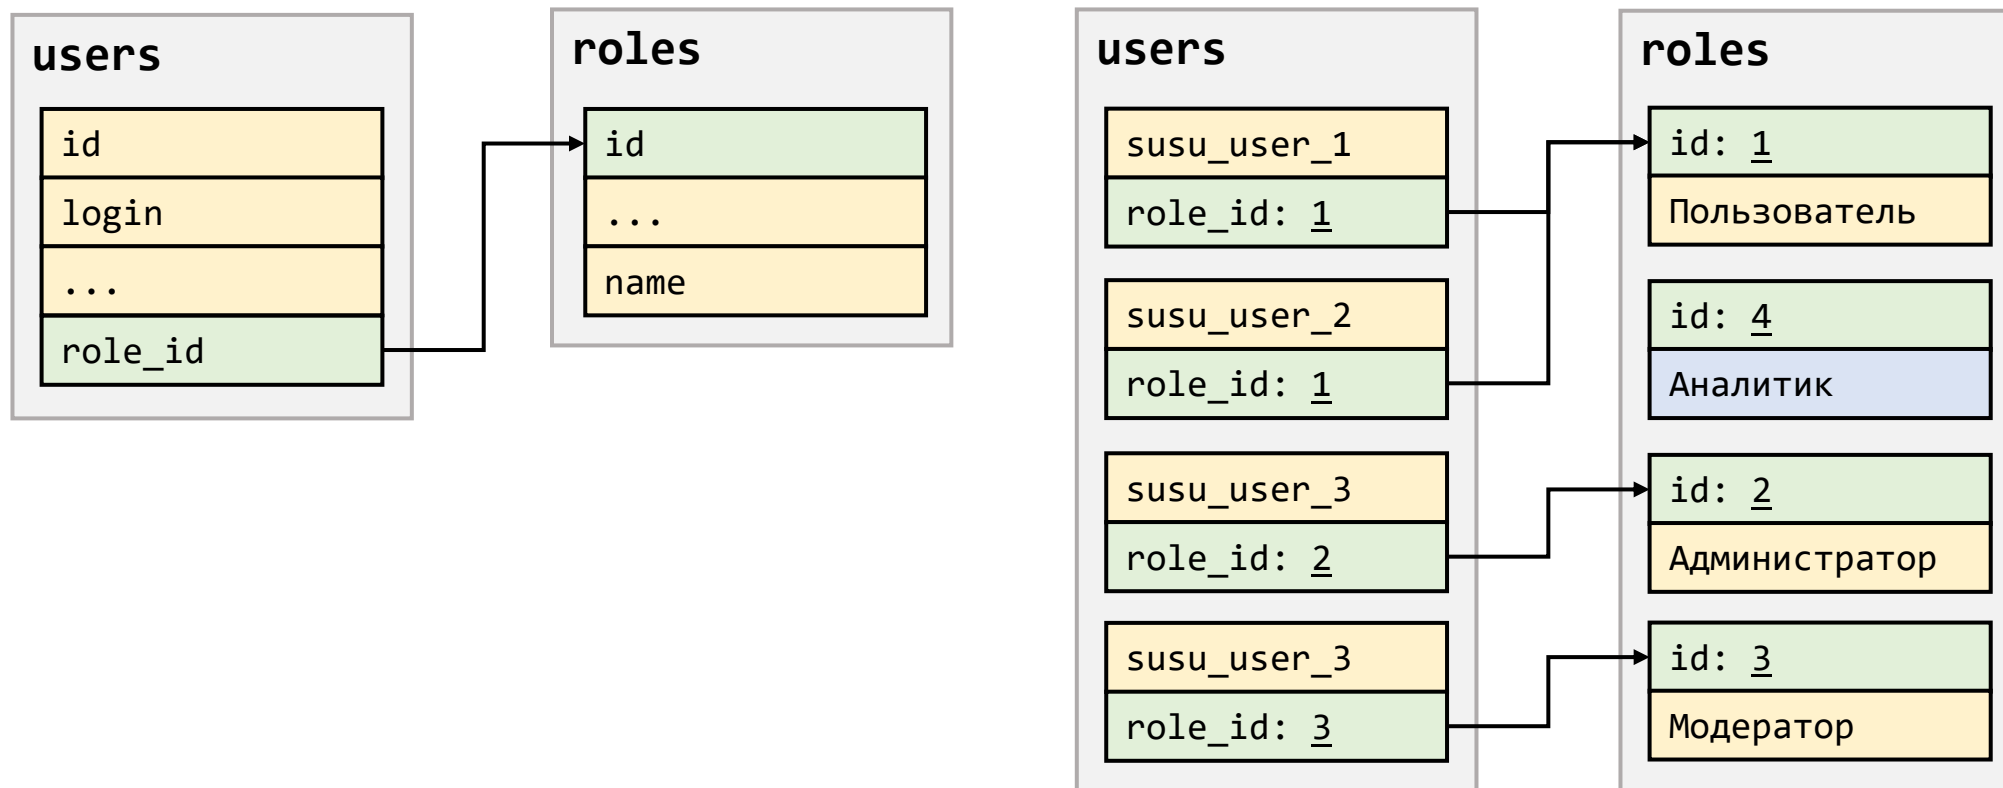 users
id
login
...
role_id
roles
id
...
name
users
susu_user_1
role_id: 1
susu_user_2
role_id: 1
susu_user_3
role_id: 2
susu_user_3
role_id: 3
roles
id: 1
Пользователь
id: 4
Аналитик
id: 2
Администратор
id: 3
Модератор